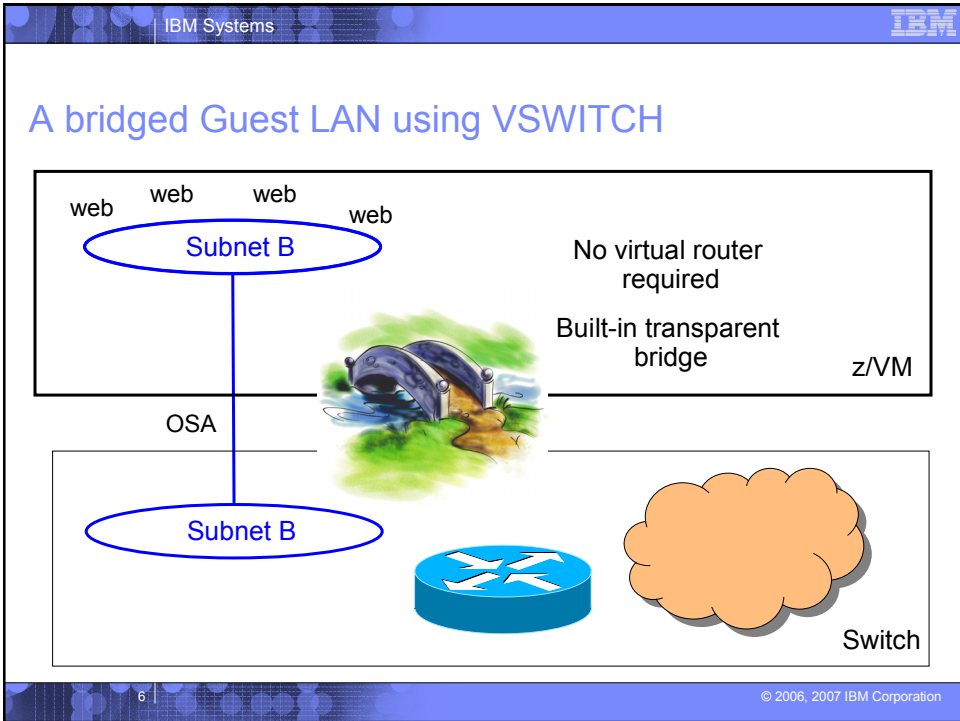 IBM Systems
IBM
A bridged Guest LAN using VSWITCH
web
web
web
web
Subnet B
No virtual router
required
Built-in transparent
bridge
z/VM
OSA
Subnet B
Switch
6
© 2006, 2007 IBM Corporation